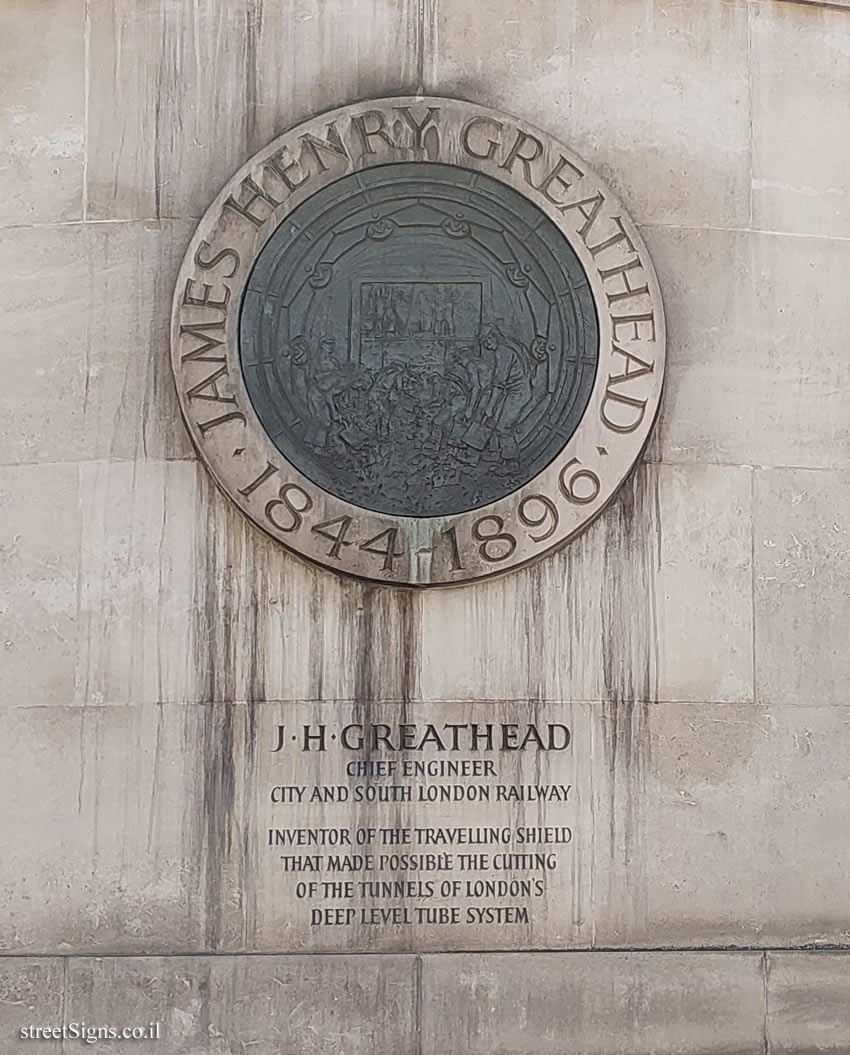 JAMES HENRY GREATHEAD
· 1844 - 1896 ·
J·H·GREATHEAD
CHIEF ENGINEER
CITY AND SOUTH LONDON RAILWAY
INVENTOR OF THE TRAVELLING SHIELD
THAT MADE POSSIBLE THE CUTTING
OF THE TUNNELS OF LONDON'S
DEEP LEVEL TUBE SYSTEM
streetSigns.co.il